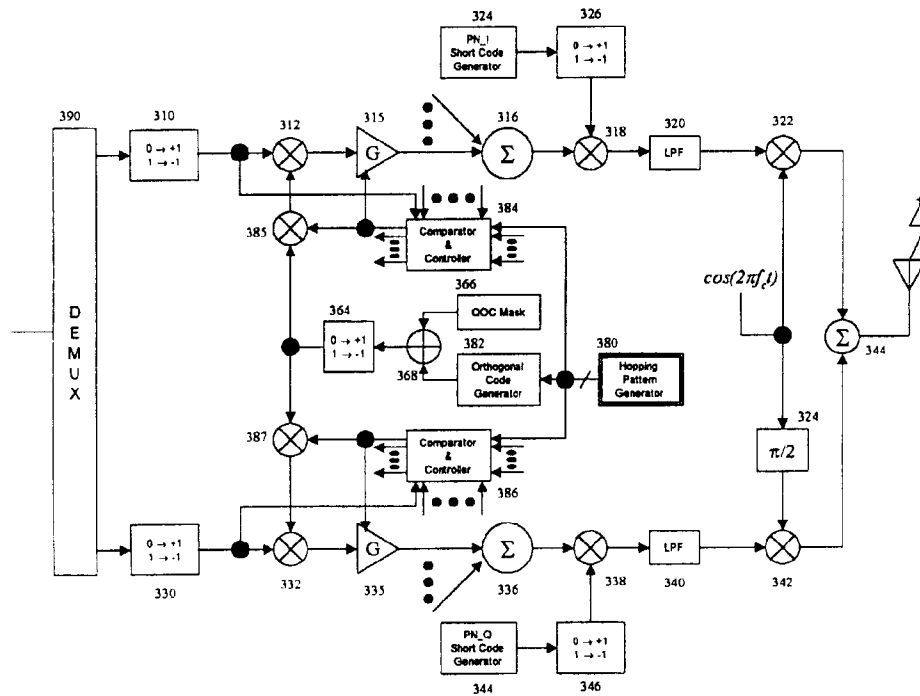 324
326
PN_I
Short Code
Generator
0 → +1
1 → -1
390
310
312
315
316
318
320
322
0 → +1
1 → -1
G
Σ
LPF
384
385
Comparator
&
Controller
366
QOC Mask
cos(2πf_ct)
DEMUX
364
0 → +1
1 → -1
368
382
Orthogonal
Code
Generator
380
Hopping
Pattern
Generator
Σ
344
324
π/2
387
Comparator
&
Controller
386
0 → +1
1 → -1
G
Σ
LPF
330
332
335
336
338
340
342
PN_Q
Short Code
Generator
0 → +1
1 → -1
344
346